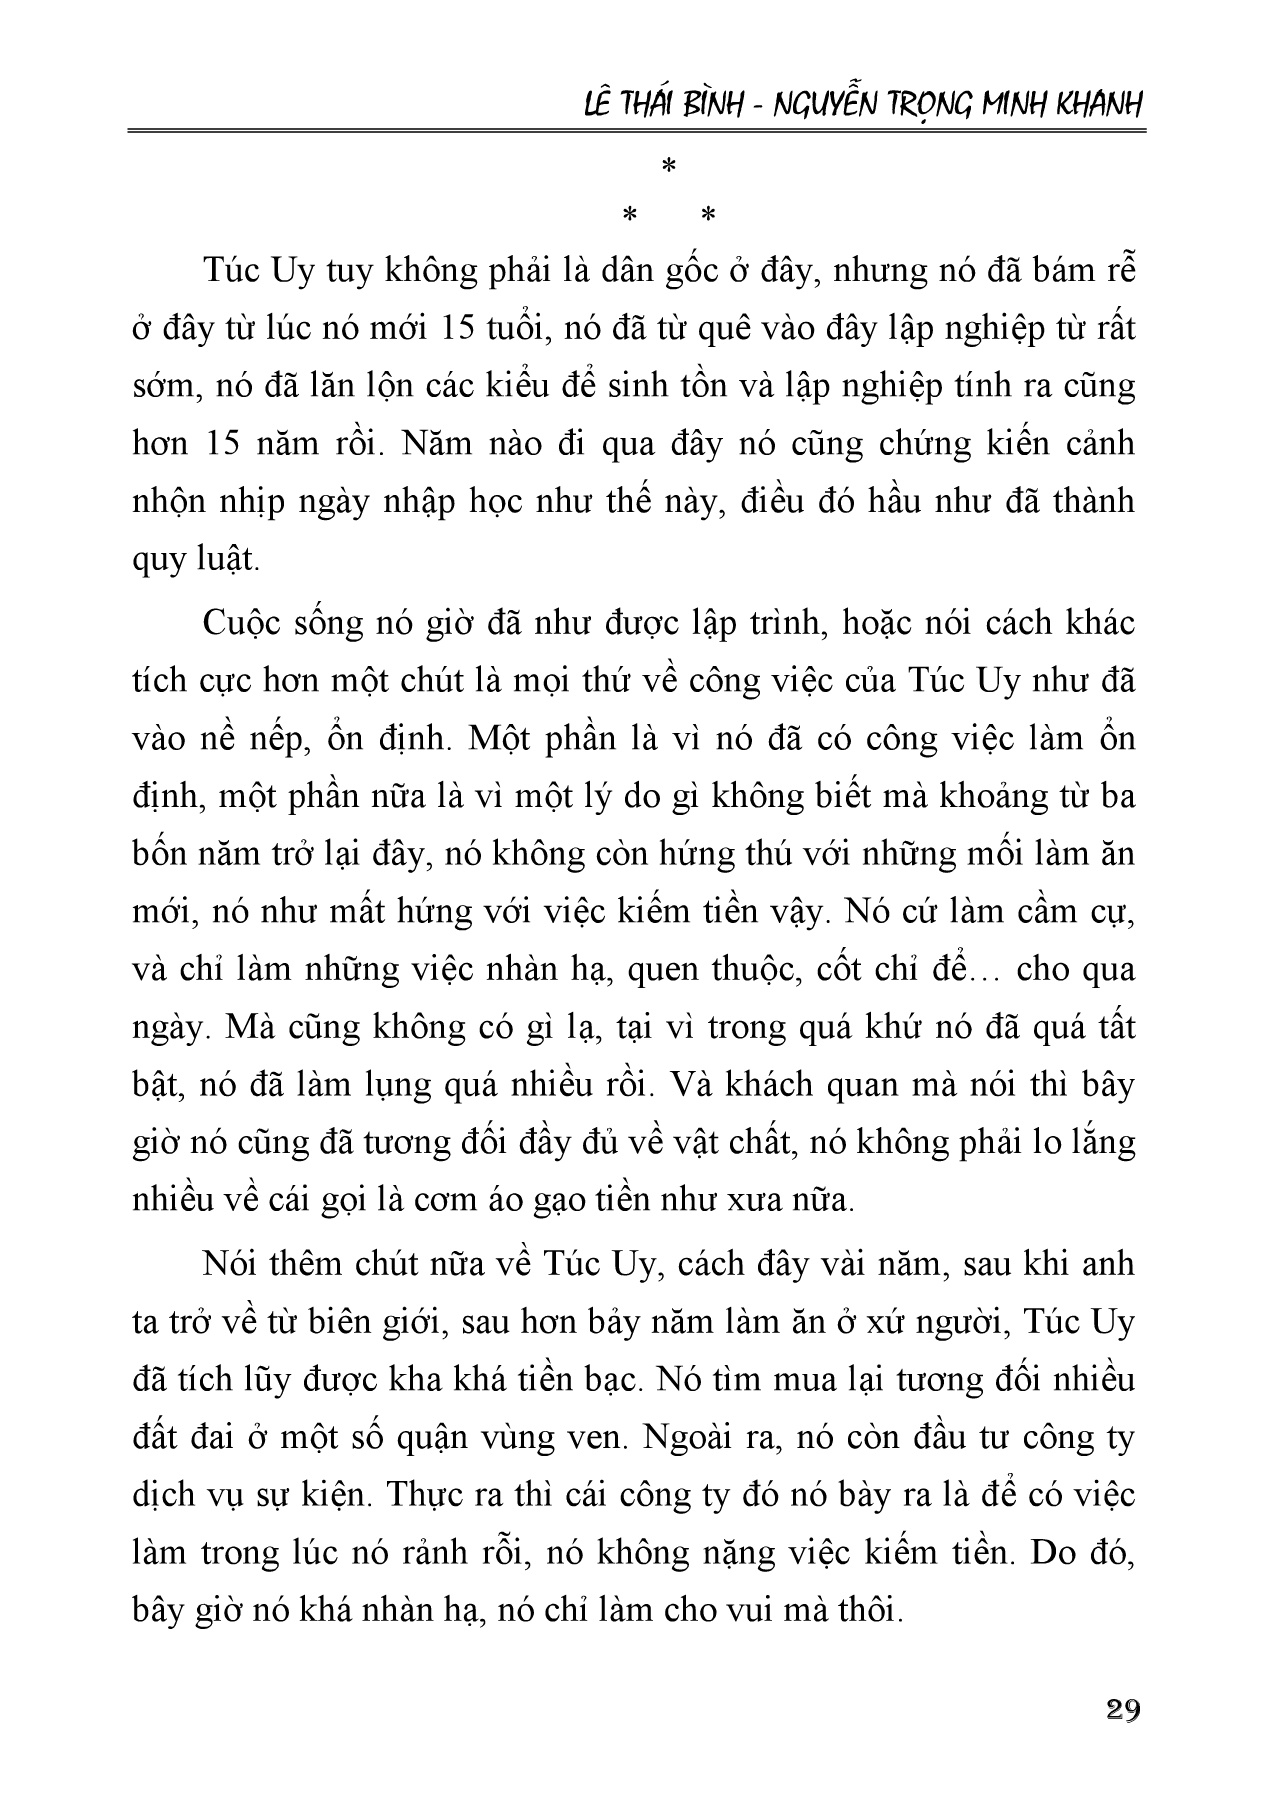 LÊ THÁI BÌNH - NGUYỄN TRỌNG MINH KHANH
*
* *
Túc Uy tuy không phải là dân gốc ở đây, nhưng nó đã bám rễ
ở đây từ lúc nó mới 15 tuổi, nó đã từ quê vào đây lập nghiệp từ rất
sớm, nó đã lăn lộn các kiểu để sinh tồn và lập nghiệp tính ra cũng
hơn 15 năm rồi. Năm nào đi qua đây nó cũng chứng kiến cảnh
nhộn nhịp ngày nhập học như thế này, điều đó hầu như đã thành
quy luật.
Cuộc sống nó giờ đã như được lập trình, hoặc nói cách khác
tích cực hơn một chút là mọi thứ về công việc của Túc Uy như đã
vào nề nếp, ổn định. Một phần là vì nó đã có công việc làm ổn
định, một phần nữa là vì một lý do gì không biết mà khoảng từ ba
bốn năm trở lại đây, nó không còn hứng thú với những mối làm ăn
mới, nó như mất hứng với việc kiếm tiền vậy. Nó cứ làm cầm cự,
và chỉ làm những việc nhàn hạ, quen thuộc, cốt chỉ để… cho qua
ngày. Mà cũng không có gì lạ, tại vì trong quá khứ nó đã quá tất
bật, nó đã làm lụng quá nhiều rồi. Và khách quan mà nói thì bây
giờ nó cũng đã tương đối đầy đủ về vật chất, nó không phải lo lắng
nhiều về cái gọi là cơm áo gạo tiền như xưa nữa.
Nói thêm chút nữa về Túc Uy, cách đây vài năm, sau khi anh
ta trở về từ biên giới, sau hơn bảy năm làm ăn ở xứ người, Túc Uy
đã tích lũy được kha khá tiền bạc. Nó tìm mua lại tương đối nhiều
đất đai ở một số quận vùng ven. Ngoài ra, nó còn đầu tư công ty
dịch vụ sự kiện. Thực ra thì cái công ty đó nó bày ra là để có việc
làm trong lúc nó rảnh rỗi, nó không nặng việc kiếm tiền. Do đó,
bây giờ nó khá nhàn hạ, nó chỉ làm cho vui mà thôi.
29